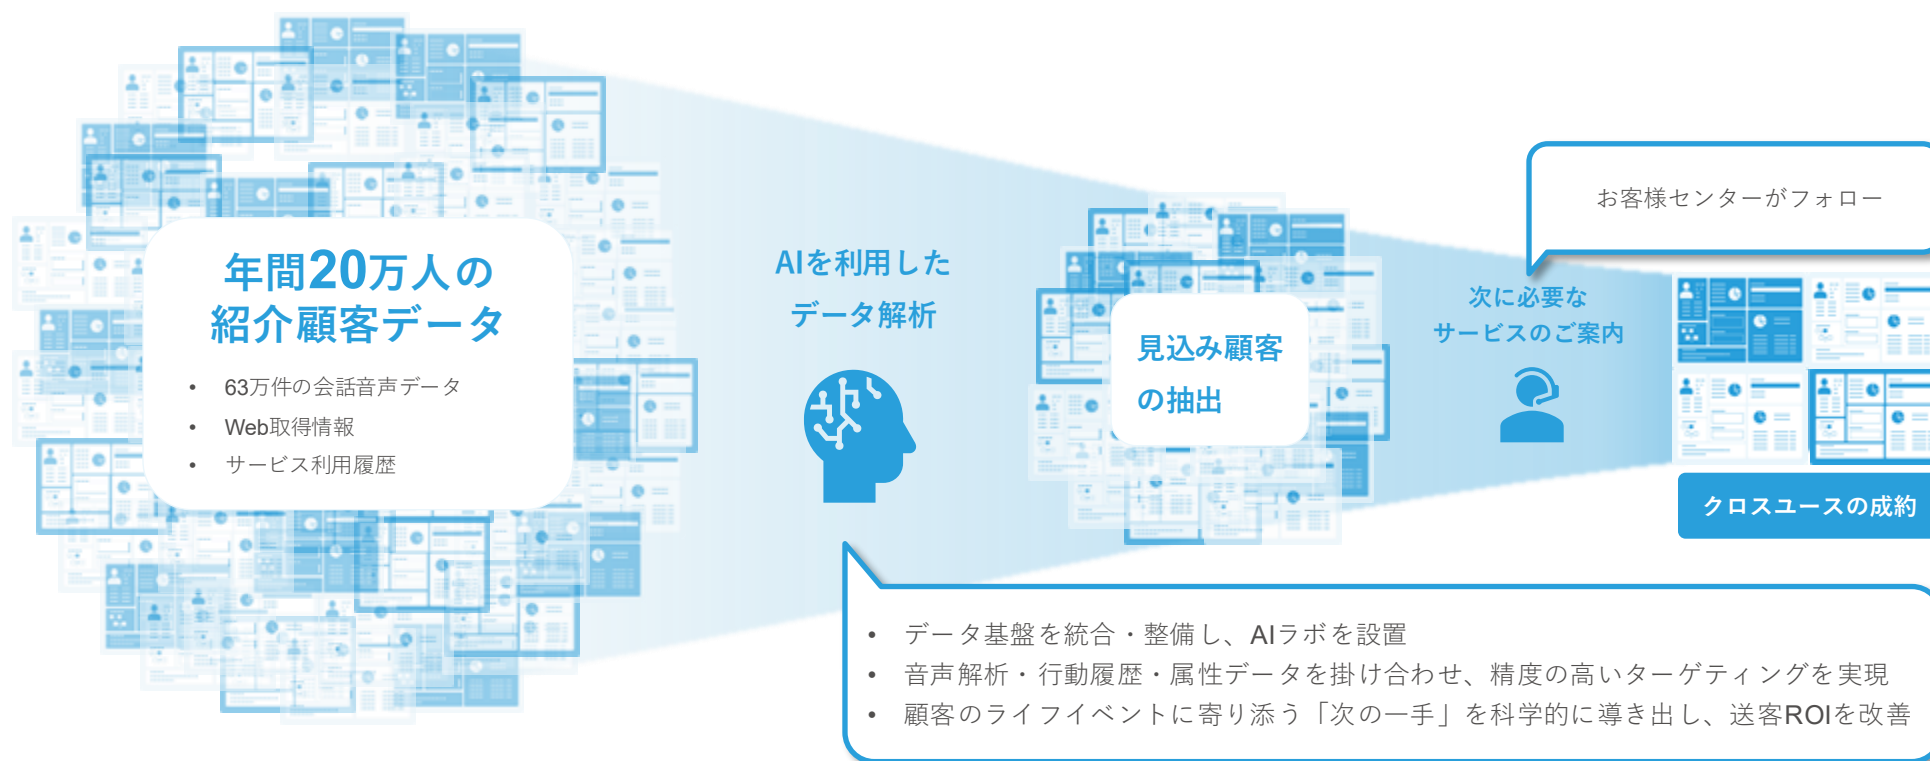 年間20万人の
紹介顧客データ
• 63万件の会話音声データ
• Web取得情報
• サービス利用履歴
AIを利用した
データ解析
見込み顧客
の抽出
お客様センターがフォロー
次に必要な
サービスのご案内
クロスユースの成約
• データ基盤を統合・整備し、AIラボを設置
• 音声解析・行動履歴・属性データを掛け合わせ、精度の高いターゲティングを実現
• 顧客のライフイベントに寄り添う「次の一手」を科学的に導き出し、送客ROIを改善